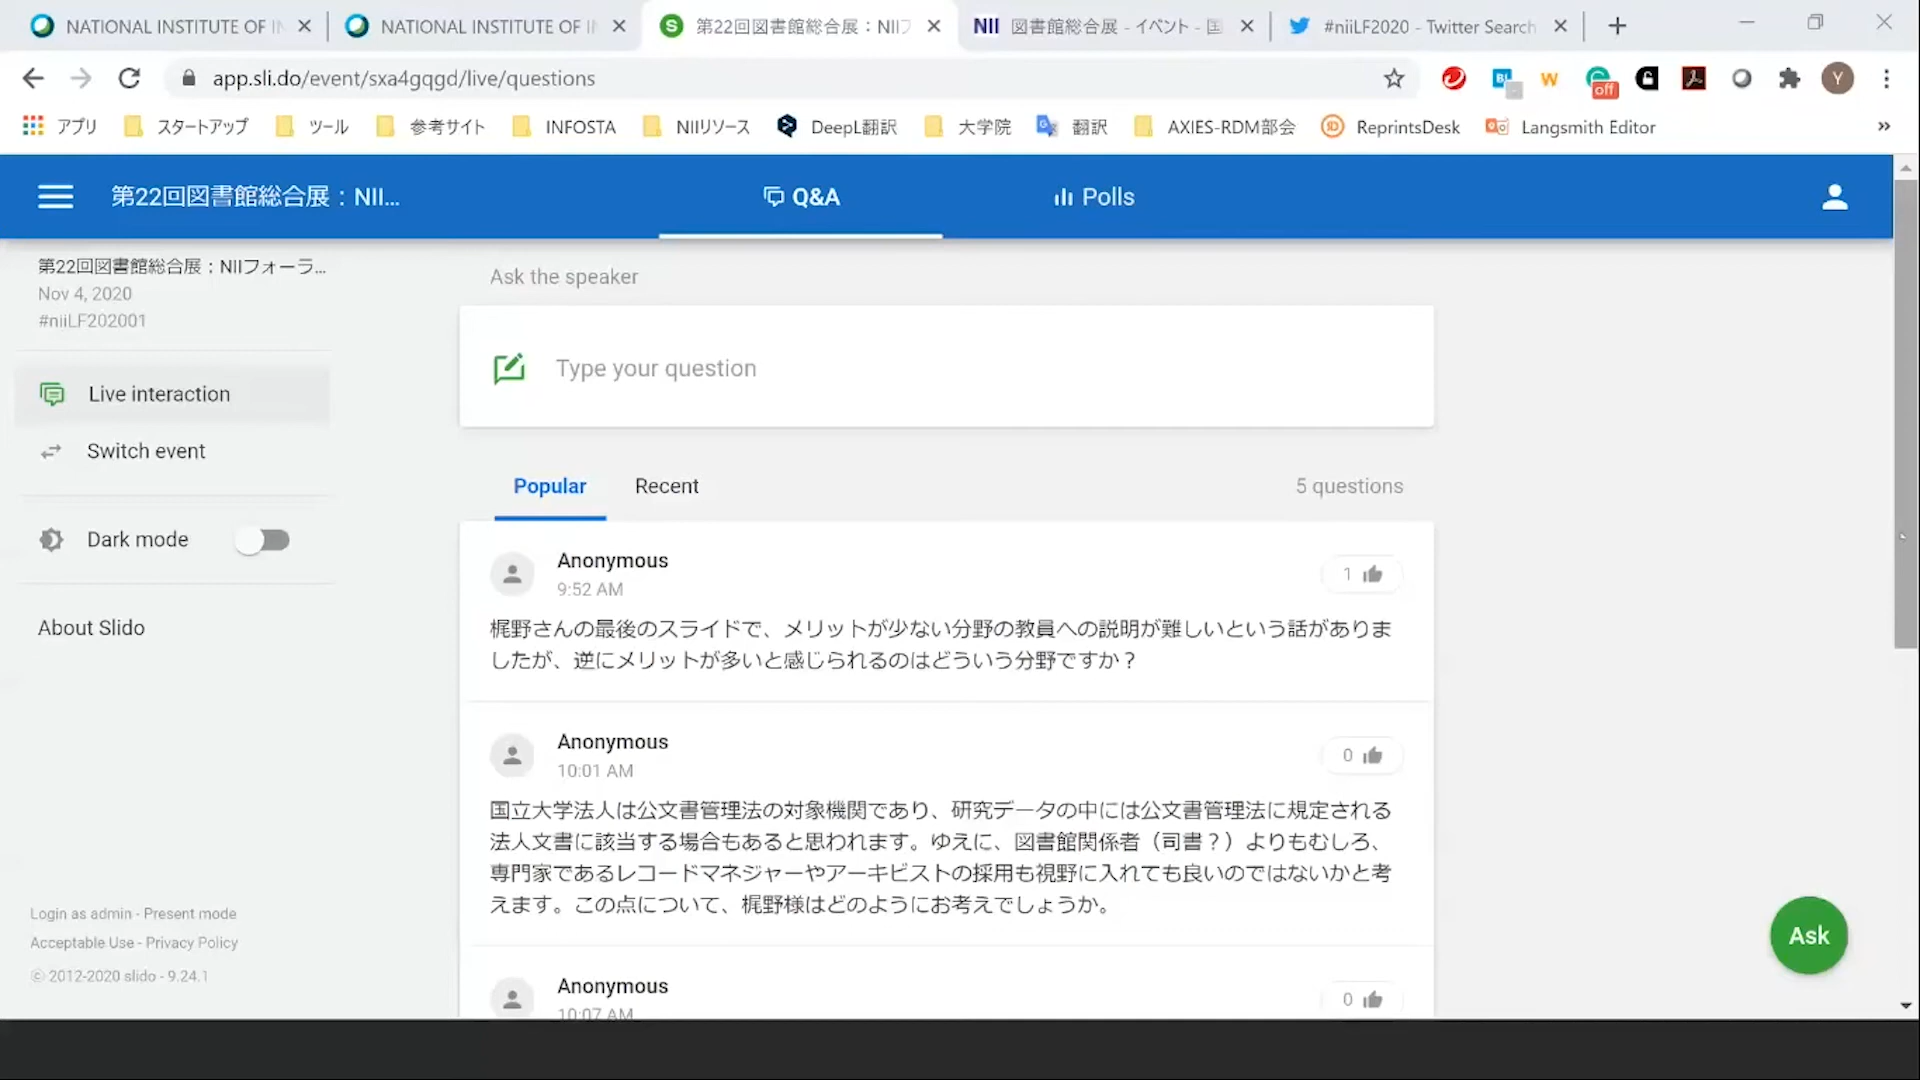 NATIONAL INSTITUTE OF IN
NATIONAL INSTITUTE OF IN
第22回図書館総合展：NIIフ
NII 図書館総合展 - イベント - 国
#niiLF2020 - Twitter Search
app.sli.do/event/sxa4gqgd/live/questions
off
Y
アプリ
スタートアップ
ツール
参考サイト
INFOSTA
NIIリソース
DeepL翻訳
大学院
翻訳
AXIES-RDM部会
ReprintsDesk
Langsmith Editor
第22回図書館総合展：NII...
Q&A
Polls
第22回図書館総合展：NIIフォーラ...
Nov 4, 2020
#niiLF202001
Live interaction
Switch event
Dark mode
About Slido
Login as admin - Present mode
Acceptable Use - Privacy Policy
© 2012-2020 slido - 9.24.1
Ask the speaker
Type your question
Popular
Recent
5 questions
Anonymous
9:52 AM
1
梶野さんの最後のスライドで、メリットが少ない分野の教員への説明が難しいという話がありま
したが、逆にメリットが多いと感じられるのはどういう分野ですか？
Anonymous
10:01 AM
0
国立大学法人は公文書管理法の対象機関であり、研究データの中には公文書管理法に規定される
法人文書に該当する場合もあると思われます。ゆえに、図書館関係者（司書？）よりもむしろ、
専門家であるレコードマネジャーやアーキビストの採用も視野に入れても良いのではないかと考
えます。この点について、梶野様はどのようにお考えでしょうか。
Anonymous
10:07 AM
0
Ask